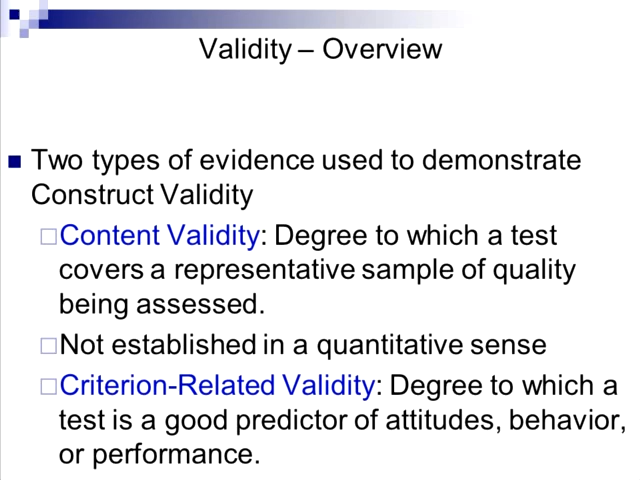 Validity – Overview
Two types of evidence used to demonstrate
Construct Validity
Content Validity: Degree to which a test
covers a representative sample of quality
being assessed.
Not established in a quantitative sense
Criterion-Related Validity: Degree to which a
test is a good predictor of attitudes, behavior,
or performance.